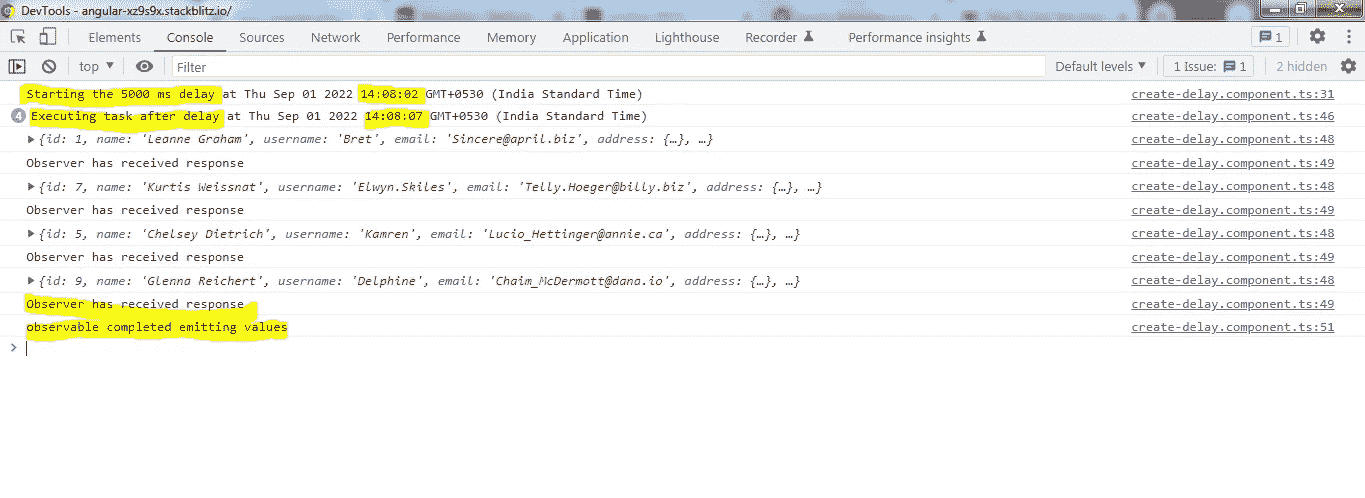 DevTools - angular-xz9s9x.stackblitz.io/
Elements Console Sources Network Performance Memory Application Lighthouse Recorder Performance insights 1
top Filter Default levels 1 Issue: 1 2 hidden
Starting the 5000 ms delay at Thu Sep 01 2022 14:08:02 GMT+0530 (India Standard Time) create-delay.component.ts:31
4 Executing task after delay at Thu Sep 01 2022 14:08:07 GMT+0530 (India Standard Time) create-delay.component.ts:46
{id: 1, name: 'Leanne Graham', username: 'Bret', email: 'Sincere@april.biz', address: {…}, …} create-delay.component.ts:48
Observer has received response create-delay.component.ts:49
{id: 7, name: 'Kurtis Weissnat', username: 'Elwyn.Skiles', email: 'Telly.Hoeger@billy.biz', address: {…}, …} create-delay.component.ts:48
Observer has received response create-delay.component.ts:49
{id: 5, name: 'Chelsey Dietrich', username: 'Kamren', email: 'Lucio_Hettinger@annie.ca', address: {…}, …} create-delay.component.ts:48
Observer has received response create-delay.component.ts:49
{id: 9, name: 'Glenna Reichert', username: 'Delphine', email: 'Chaim_McDermott@dana.io', address: {…}, …} create-delay.component.ts:48
Observer has received response create-delay.component.ts:49
observable completed emitting values create-delay.component.ts:51